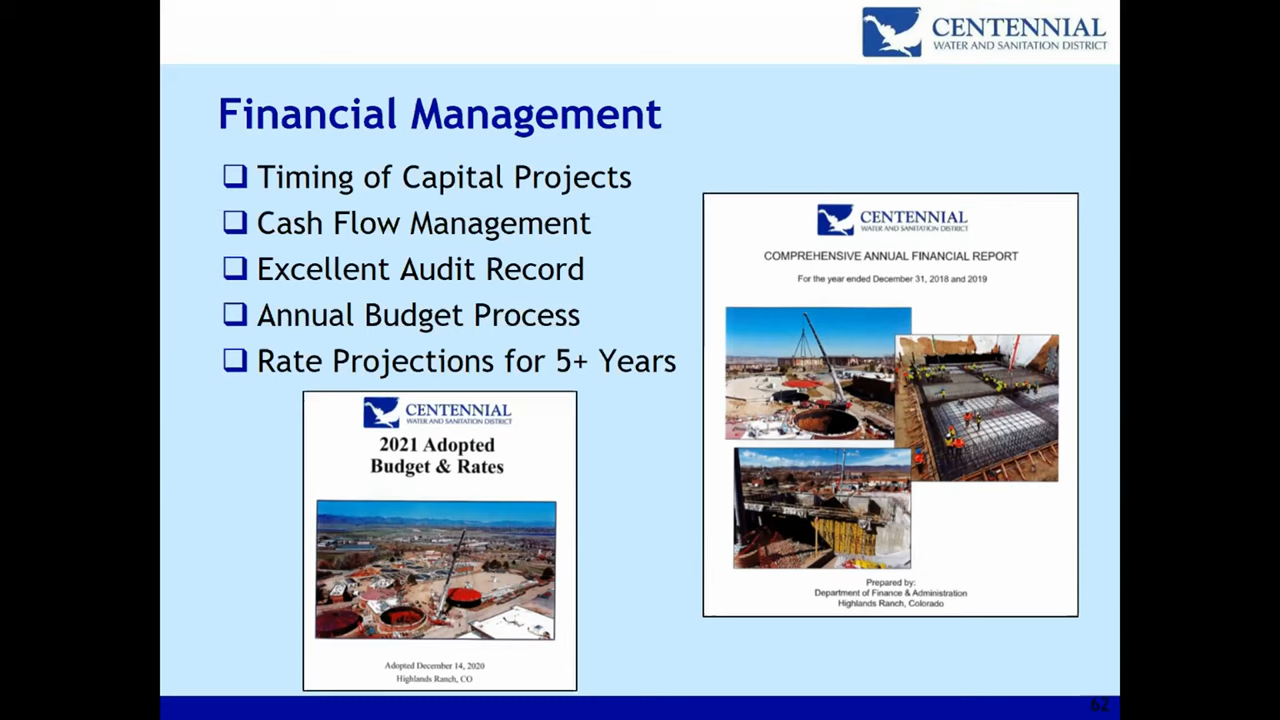 CENTENNIAL
WATER AND SANITATION DISTRICT
Financial Management
Timing of Capital Projects
Cash Flow Management
Excellent Audit Record
Annual Budget Process
Rate Projections for 5+ Years
CENTENNIAL
WATER AND SANITATION DISTRICT
2021 Adopted
Budget & Rates
Adopted December 14, 2020
Highlands Ranch, CO
CENTENNIAL
WATER AND SANITATION DISTRICT
COMPREHENSIVE ANNUAL FINANCIAL REPORT
For the year ended December 31, 2018 and 2019
Prepared by:
Department of Finance & Administration
Highlands Ranch, Colorado
62